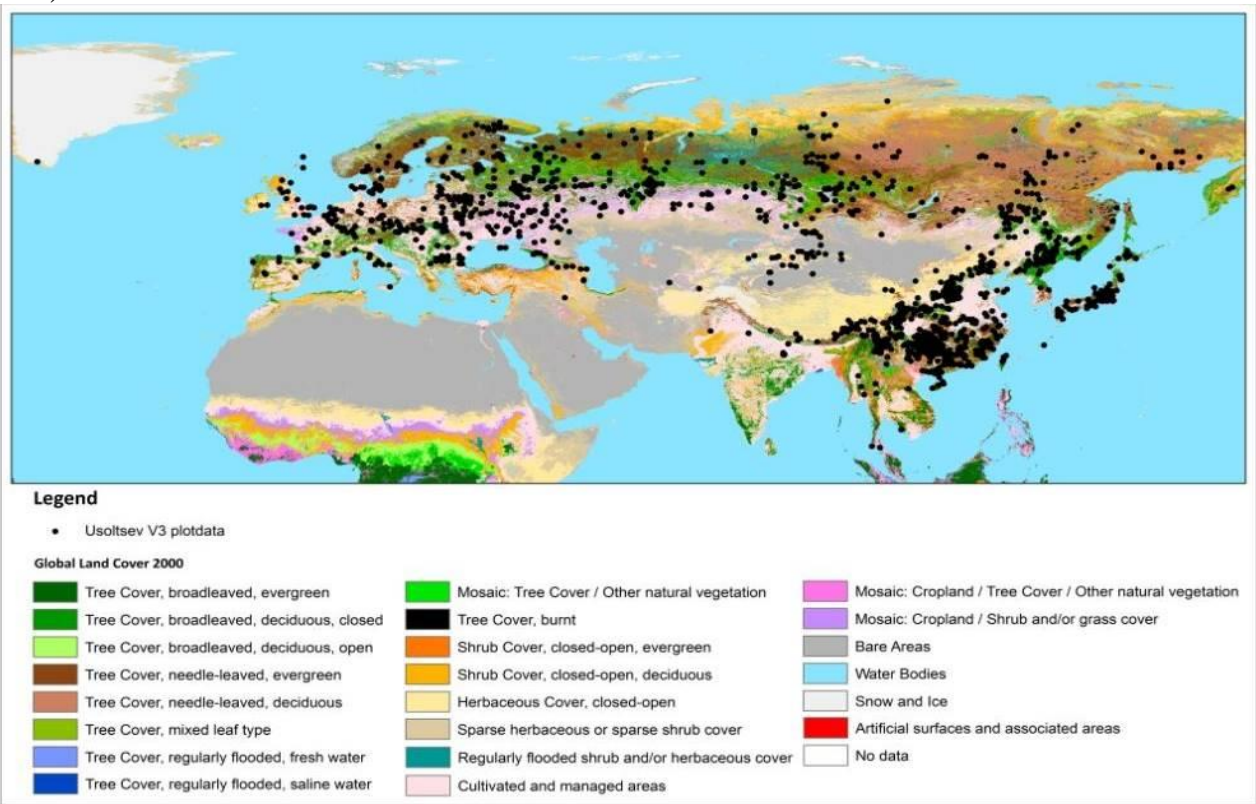 Legend
Usoltsev V3 plotdata
Global Land Cover 2000
Tree Cover, broadleaved, evergreen
Tree Cover, broadleaved, deciduous, closed
Tree Cover, broadleaved, deciduous, open
Tree Cover, needle-leaved, evergreen
Tree Cover, needle-leaved, deciduous
Tree Cover, mixed leaf type
Tree Cover, regularly flooded, fresh water
Tree Cover, regularly flooded, saline water
Mosaic: Tree Cover / Other natural vegetation
Tree Cover, burnt
Shrub Cover, closed-open, evergreen
Shrub Cover, closed-open, deciduous
Herbaceous Cover, closed-open
Sparse herbaceous or sparse shrub cover
Regularly flooded shrub and/or herbaceous cover
Cultivated and managed areas
Mosaic: Cropland / Tree Cover / Other natural vegetation
Mosaic: Cropland / Shrub and/or grass cover
Bare Areas
Water Bodies
Snow and Ice
Artificial surfaces and associated areas
No data